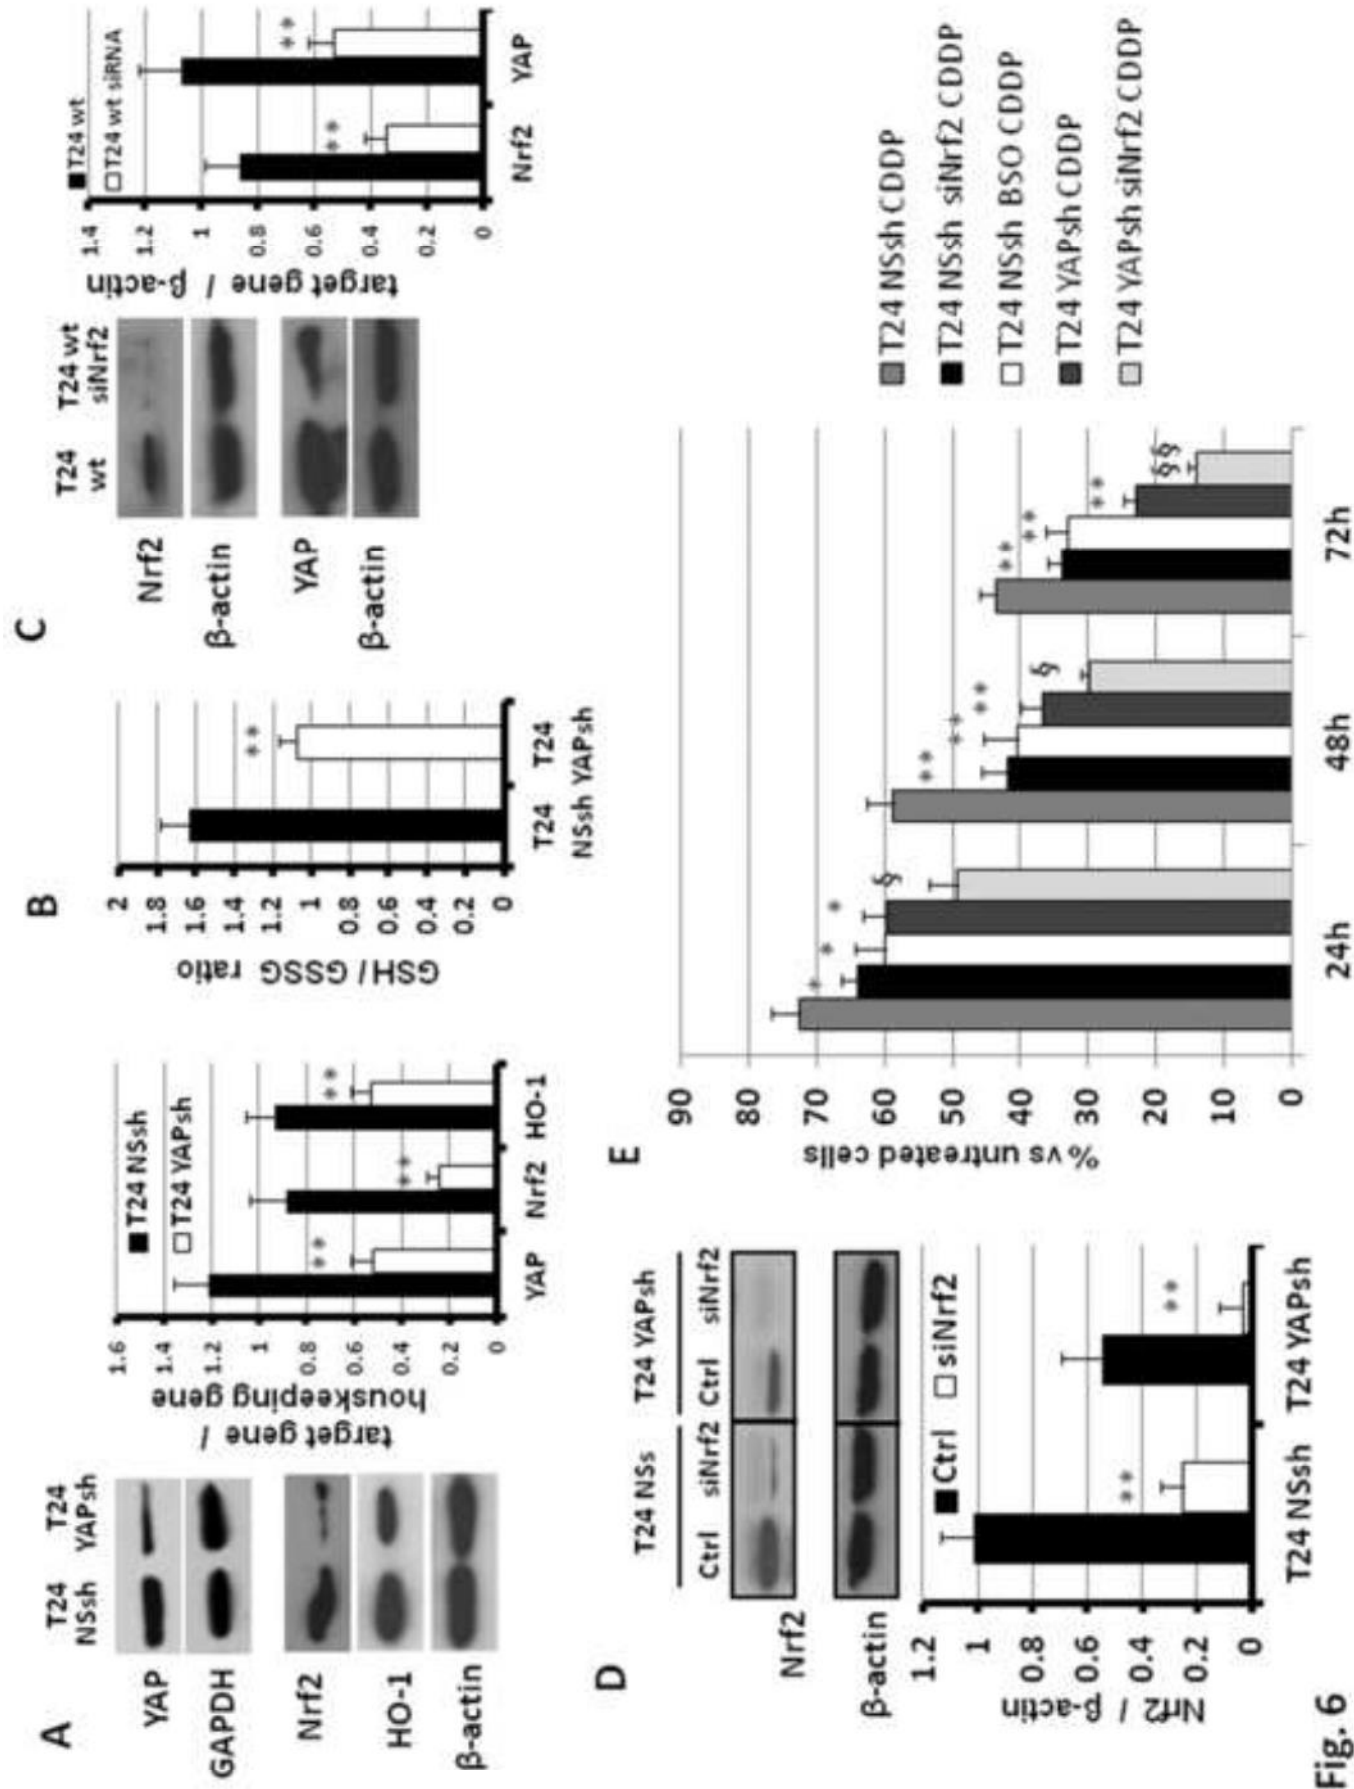 A
T24 NSsh
T24 YAPsh
YAP
GAPDH
Nrf2
HO-1
β-actin
target gene /
houskeeping gene
1.6
1.4
1.2
1
0.8
0.6
0.4
0.2
0
T24 NSsh
T24 YAPsh
**
**
**
YAP
Nrf2
HO-1
B
GSH / GSSG ratio
2
1.8
1.6
1.4
1.2
1
0.8
0.6
0.4
0.2
0
**
T24 T24
NSsh YAPsh
C
T24 wt
T24 wt siNrf2
Nrf2
β-actin
YAP
β-actin
target gene / β-actin
1.4
1.2
1
0.8
0.6
0.4
0.2
0
T24 wt
T24 wt siRNA
**
**
Nrf2
YAP
D
T24 NSs
T24 YAPsh
Ctrl siNrf2 Ctrl siNrf2
Nrf2
β-actin
Nrf2 / β-actin
1.2
1
0.8
0.6
0.4
0.2
0
Ctrl
siNrf2
**
**
T24 NSsh
T24 YAPsh
E
% vs untreated cells
90
80
70
60
50
40
30
20
10
0
*
*
*
§
**
**
**
§
**
**
**
§§
24h
48h
72h
T24 NSsh CDDP
T24 NSsh siNrf2 CDDP
T24 NSsh BSO CDDP
T24 YAPsh CDDP
T24 YAPsh siNrf2 CDDP
Fig. 6